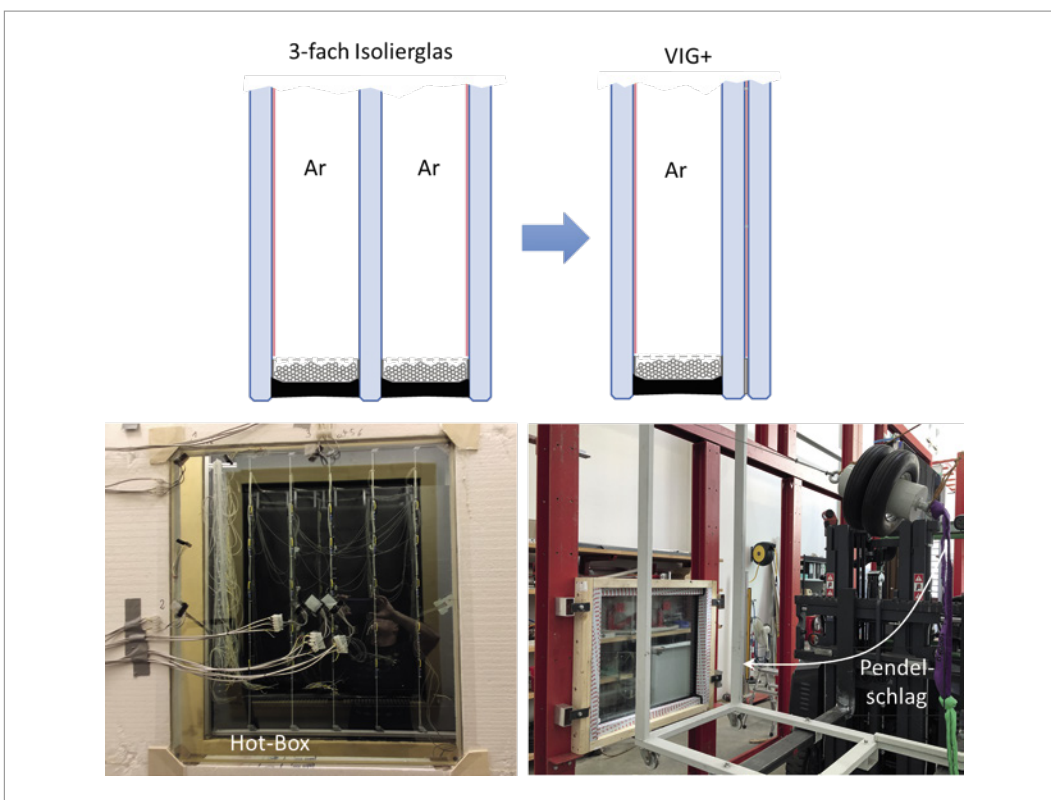 3-fach Isolierglas
VIG+
Ar
Ar
Ar
Hot-Box
Pendel-
schlag